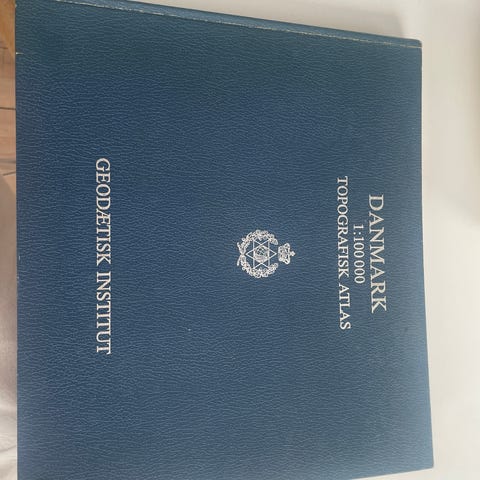 DANMARK
1:100 000
TOPOGRAFISK ATLAS
GEODÆTISK INSTITUT